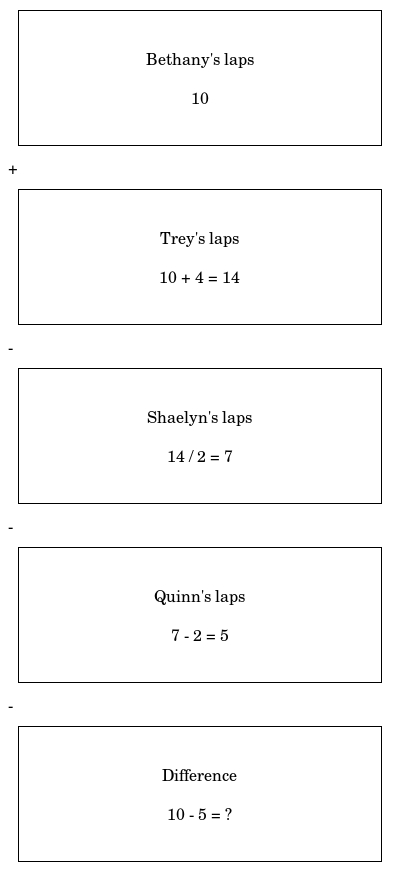 Bethany's laps
10
+
Trey's laps
10 + 4 = 14
-
Shaelyn's laps
14 / 2 = 7
-
Quinn's laps
7 - 2 = 5
-
Difference
10 - 5 = ?